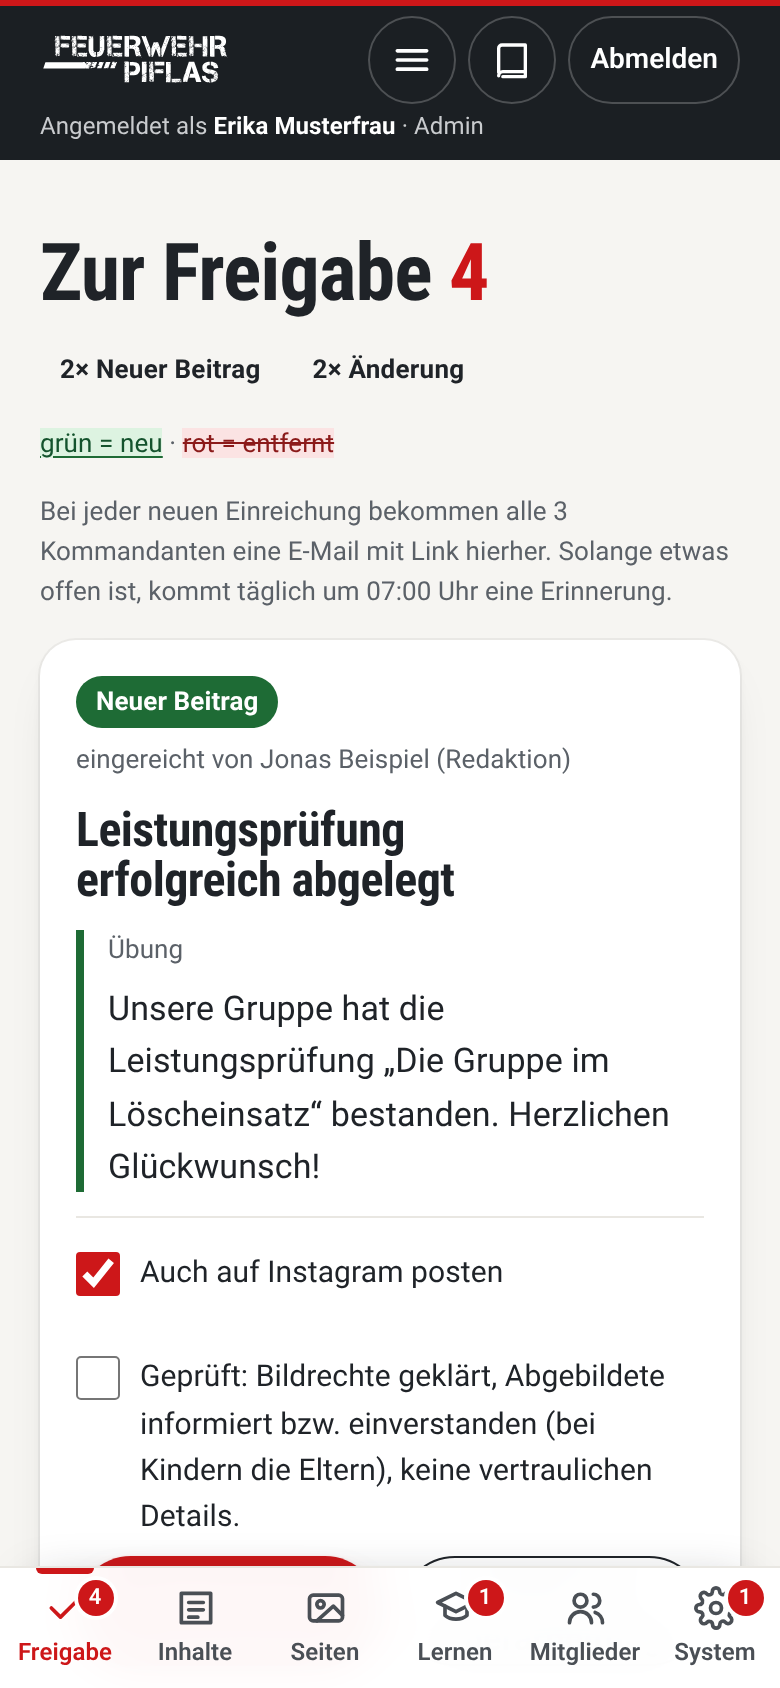 FEUERWEHR
PIFLAS
Abmelden
Angemeldet als Erika Musterfrau · Admin
Zur Freigabe 4
2× Neuer Beitrag 2× Änderung
grün = neu · rot = entfernt
Bei jeder neuen Einreichung bekommen alle 3
Kommandanten eine E-Mail mit Link hierher. Solange etwas
offen ist, kommt täglich um 07:00 Uhr eine Erinnerung.
Neuer Beitrag
eingereicht von Jonas Beispiel (Redaktion)
Leistungsprüfung
erfolgreich abgelegt
Übung
Unsere Gruppe hat die
Leistungsprüfung „Die Gruppe im
Löscheinsatz“ bestanden. Herzlichen
Glückwunsch!
Auch auf Instagram posten
Geprüft: Bildrechte geklärt, Abgebildete
informiert bzw. einverstanden (bei
Kindern die Eltern), keine vertraulichen
Details.
4 1 1
Freigabe Inhalte Seiten Lernen Mitglieder System